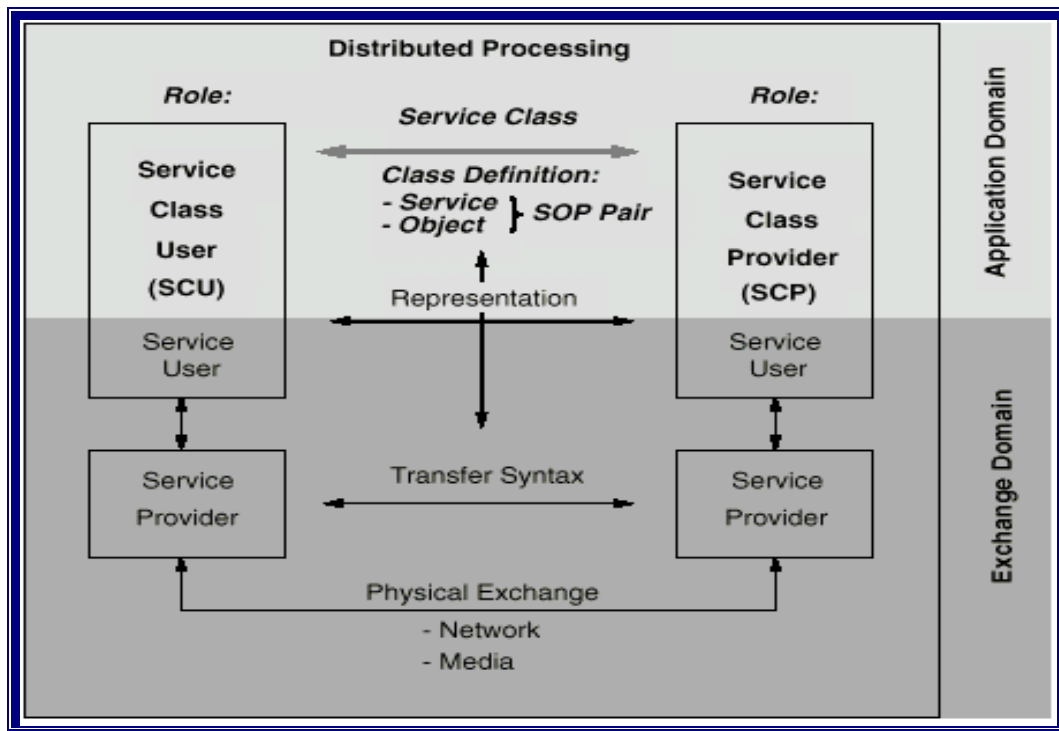 Distributed Processing
Role:
Service Class
Role:
Service
Class
User
(SCU)
Class Definition:
- Service
- Object
} SOP Pair
Service
Class
Provider
(SCP)
Representation
Service
User
Service
User
Service
Provider
Transfer Syntax
Service
Provider
Physical Exchange
- Network
- Media
Application Domain
Exchange Domain